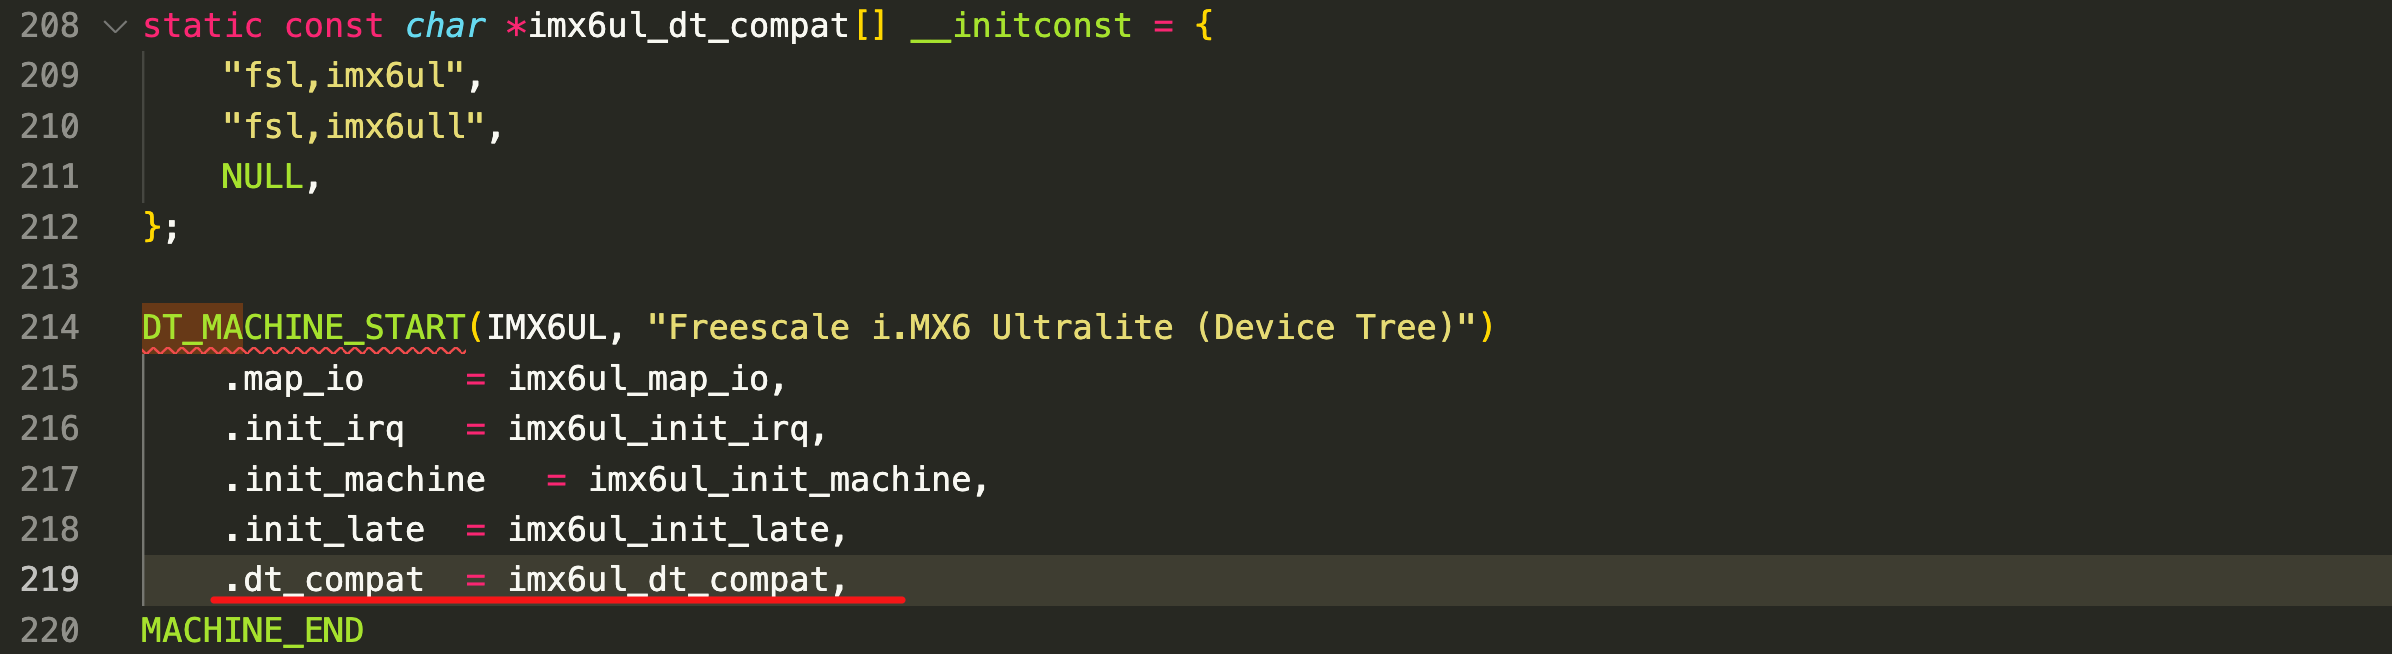 208 static const char *imx6ul_dt_compat[] __initconst = {
209 "fsl,imx6ul",
210 "fsl,imx6ull",
211 NULL,
212 };
213
214 DT_MACHINE_START(IMX6UL, "Freescale i.MX6 Ultralite (Device Tree)")
215 .map_io = imx6ul_map_io,
216 .init_irq = imx6ul_init_irq,
217 .init_machine = imx6ul_init_machine,
218 .init_late = imx6ul_init_late,
219 .dt_compat = imx6ul_dt_compat,
220 MACHINE_END